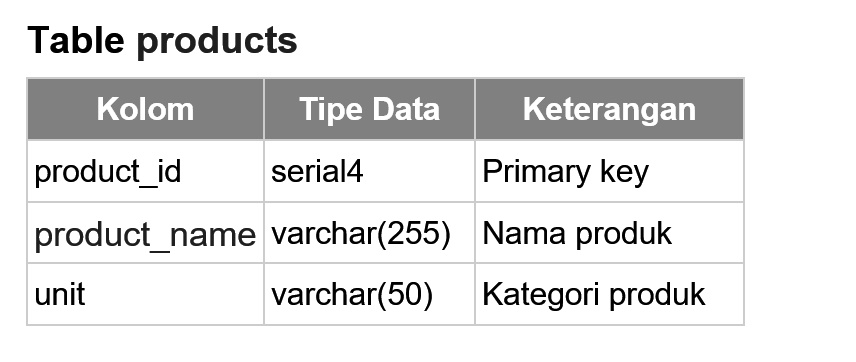 Table products
Kolom Tipe Data Keterangan
product_id serial4 Primary key
product_name varchar(255) Nama produk
unit varchar(50) Kategori produk